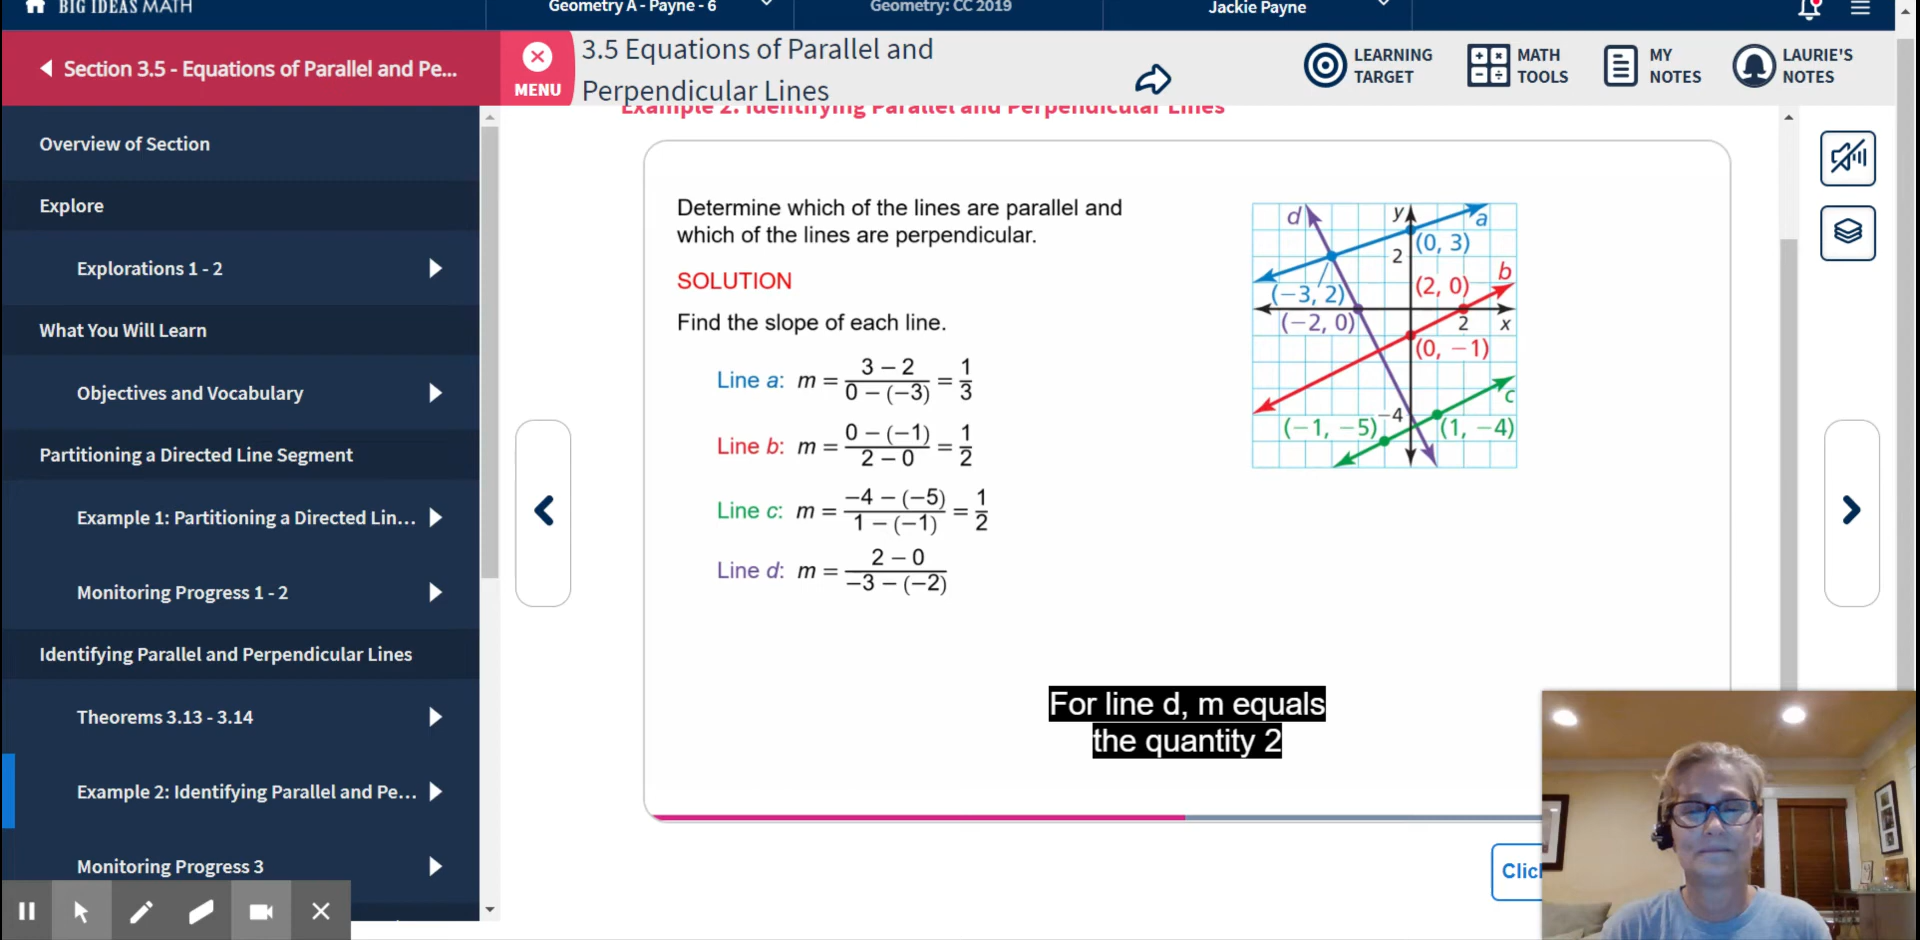 BIG IDEAS MATH
Geometry A - Payne - 6
Geometry: CC 2019
Jackie Payne
Section 3.5 - Equations of Parallel and Pe...
MENU
3.5 Equations of Parallel and
Perpendicular Lines
LEARNING
TARGET
MATH
TOOLS
MY
NOTES
LAURIE'S
NOTES
Overview of Section
Explore
Explorations 1 - 2
What You Will Learn
Objectives and Vocabulary
Partitioning a Directed Line Segment
Example 1: Partitioning a Directed Lin...
Monitoring Progress 1 - 2
Identifying Parallel and Perpendicular Lines
Theorems 3.13 - 3.14
Example 2: Identifying Parallel and Pe...
Monitoring Progress 3
Example 2: Identifying Parallel and Perpendicular Lines
Determine which of the lines are parallel and
which of the lines are perpendicular.
SOLUTION
Find the slope of each line.
Line a: m = (3 − 2)/(0 − (−3)) = 1/3
Line b: m = (0 − (−1))/(2 − 0) = 1/2
Line c: m = (−4 − (−5))/(1 − (−1)) = 1/2
Line d: m = (2 − 0)/(−3 − (−2))
d
y
a
(0, 3)
2
b
(−3, 2)
(2, 0)
(−2, 0)
2
x
(0, −1)
c
−4
(−1, −5)
(1, −4)
For line d, m equals
the quantity 2
Clic